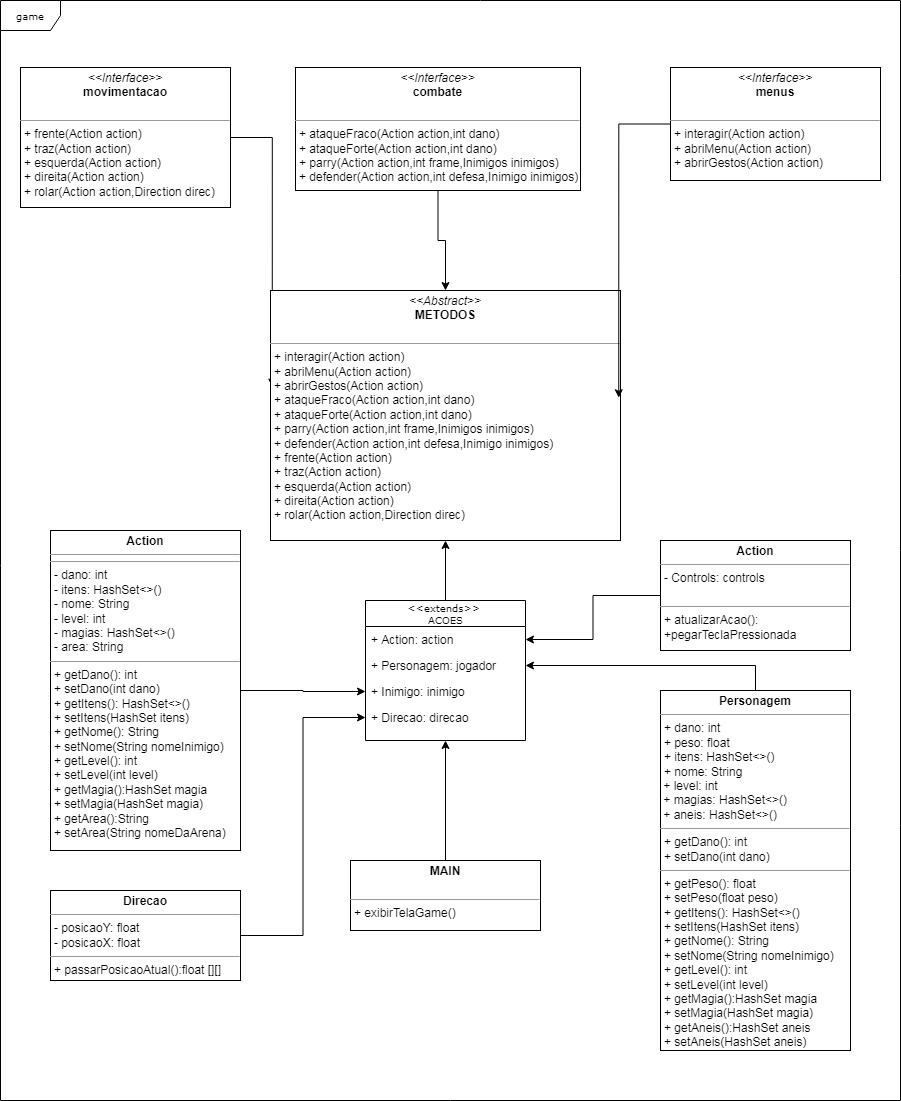 game
<<Interface>>
movimentacao
+ frente(Action action)
+ traz(Action action)
+ esquerda(Action action)
+ direita(Action action)
+ rolar(Action action,Direction direc)
<<Interface>>
combate
+ ataqueFraco(Action action,int dano)
+ ataqueForte(Action action,int dano)
+ parry(Action action,int frame,Inimigos inimigos)
+ defender(Action action,int defesa,Inimigo inimigos)
<<Interface>>
menus
+ interagir(Action action)
+ abriMenu(Action action)
+ abrirGestos(Action action)
<<Abstract>>
METODOS
+ interagir(Action action)
+ abriMenu(Action action)
+ abrirGestos(Action action)
+ ataqueFraco(Action action,int dano)
+ ataqueForte(Action action,int dano)
+ parry(Action action,int frame,Inimigos inimigos)
+ defender(Action action,int defesa,Inimigo inimigos)
+ frente(Action action)
+ traz(Action action)
+ esquerda(Action action)
+ direita(Action action)
+ rolar(Action action,Direction direc)
Action
- dano: int
- itens: HashSet<>()
- nome: String
- level: int
- magias: HashSet<>()
- area: String
+ getDano(): int
+ setDano(int dano)
+ getItens(): HashSet<>()
+ setItens(HashSet itens)
+ getNome(): String
+ setNome(String nomeInimigo)
+ getLevel(): int
+ setLevel(int level)
+ getMagia():HashSet magia
+ setMagia(HashSet magia)
+ getArea():String
+ setArea(String nomeDaArena)
<<extends>>
ACOES
+ Action: action
+ Personagem: jogador
+ Inimigo: inimigo
+ Direcao: direcao
Action
- Controls: controls
+ atualizarAcao():
+pegarTeclaPressionada
Personagem
+ dano: int
+ peso: float
+ itens: HashSet<>()
+ nome: String
+ level: int
+ magias: HashSet<>()
+ aneis: HashSet<>()
+ getDano(): int
+ setDano(int dano)
+ getPeso(): float
+ setPeso(float peso)
+ getItens(): HashSet<>()
+ setItens(HashSet itens)
+ getNome(): String
+ setNome(String nomeInimigo)
+ getLevel(): int
+ setLevel(int level)
+ getMagia():HashSet magia
+ setMagia(HashSet magia)
+ getAneis():HashSet aneis
+ setAneis(HashSet aneis)
MAIN
+ exibirTelaGame()
Direcao
- posicaoY: float
- posicaoX: float
+ passarPosicaoAtual():float [][]